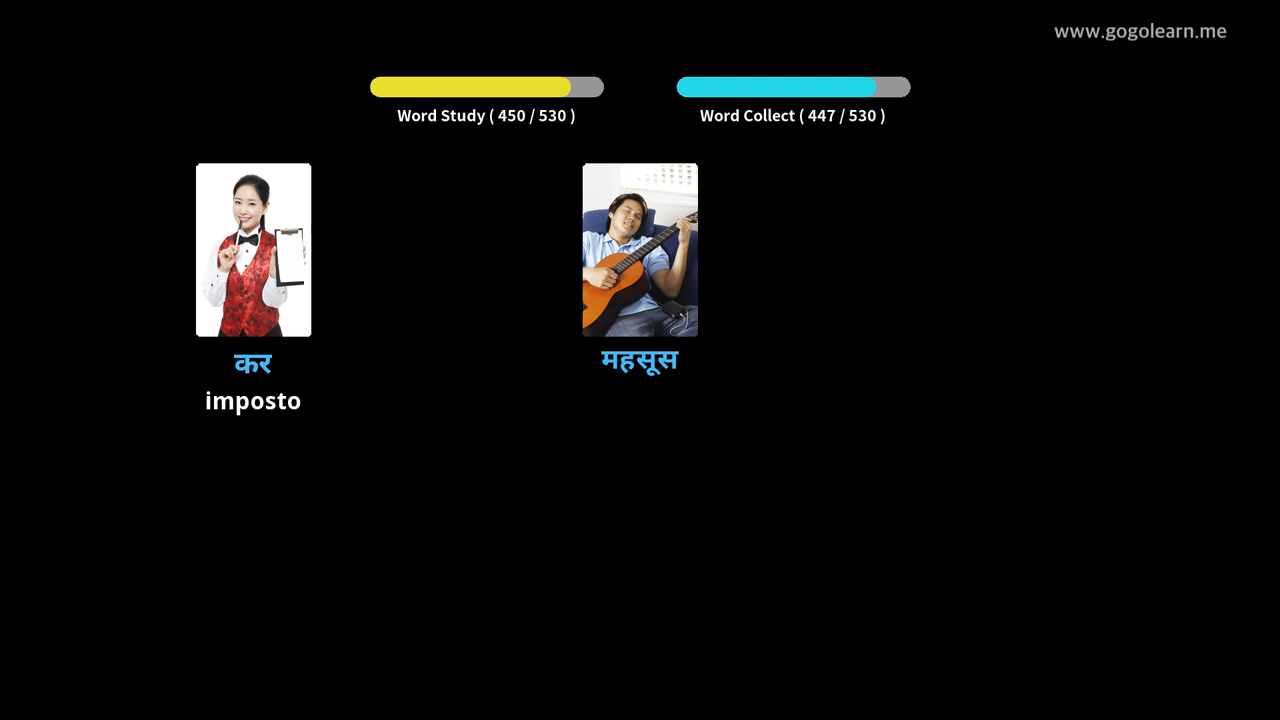 www.gogolearn.me
Word Study ( 450 / 530 )
Word Collect ( 447 / 530 )
कर
imposto
महसूस